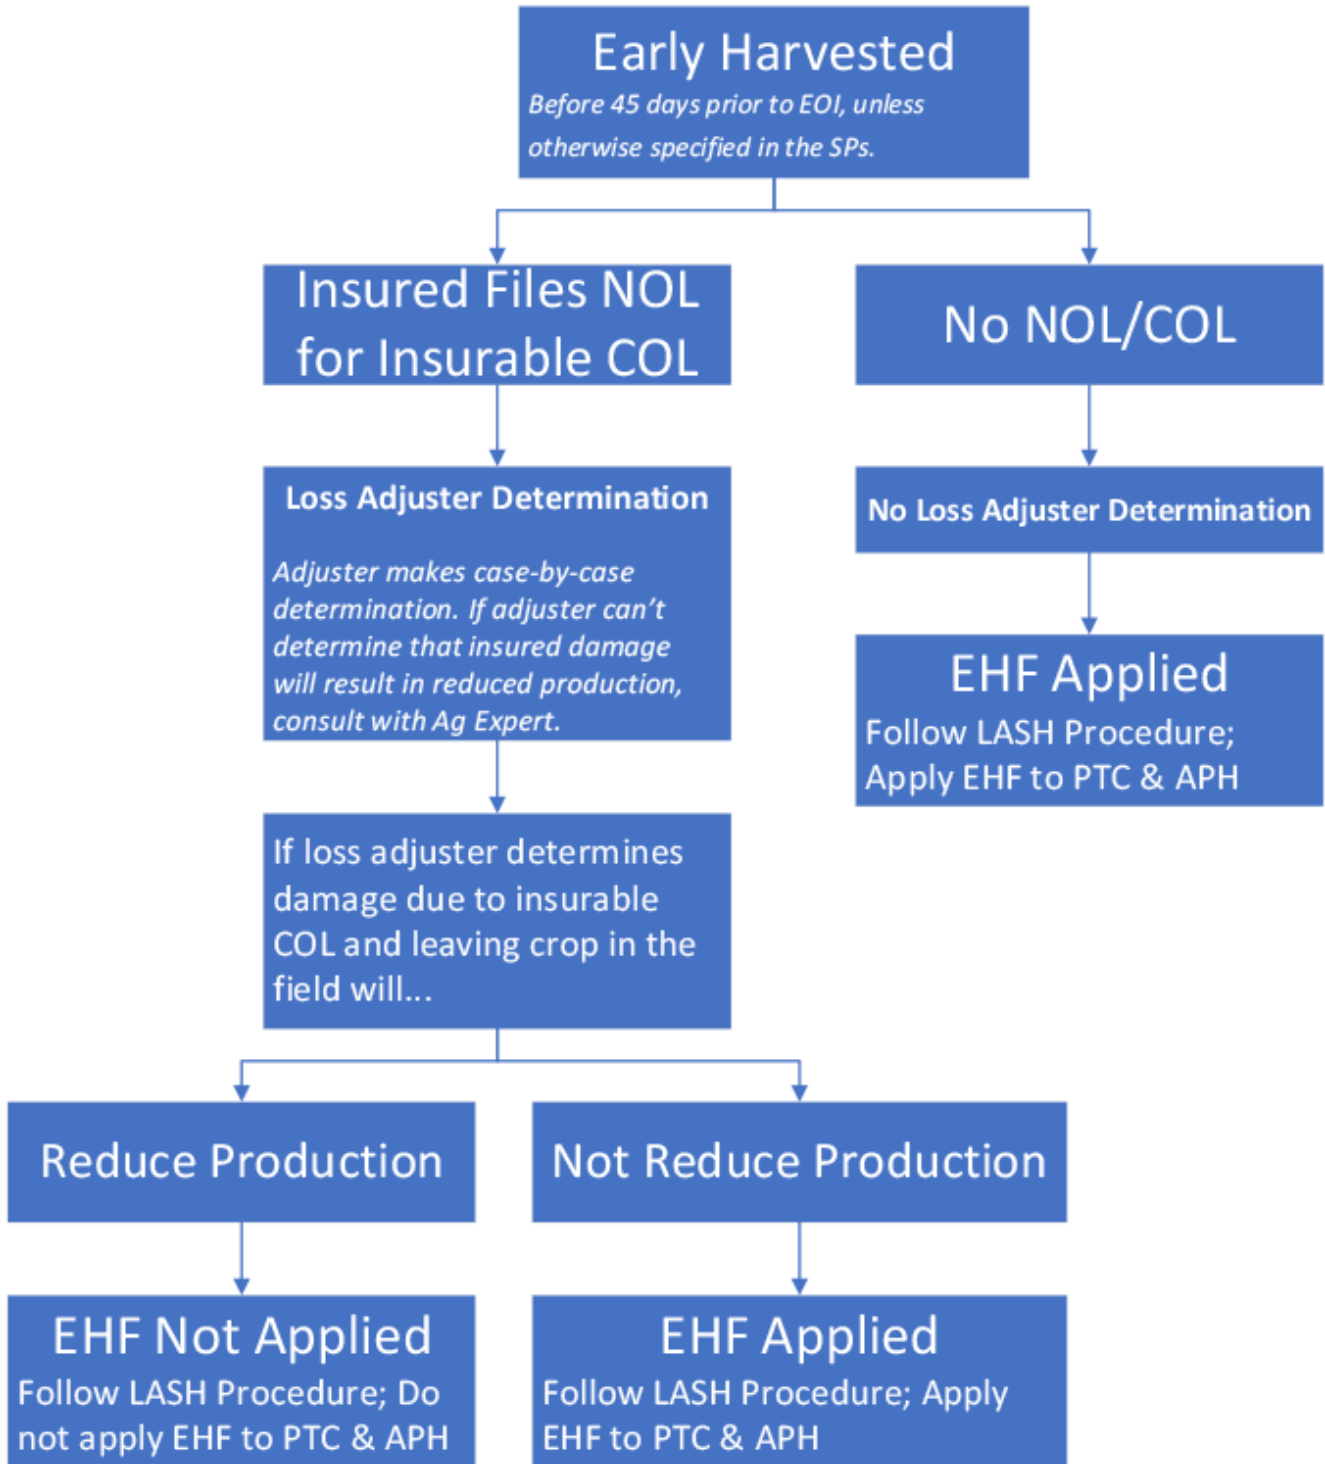 Early Harvested
Before 45 days prior to EOI, unless
otherwise specified in the SPs.
Insured Files NOL
for Insurable COL
No NOL/COL
Loss Adjuster Determination
Adjuster makes case-by-case
determination. If adjuster can't
determine that insured damage
will result in reduced production,
consult with Ag Expert.
No Loss Adjuster Determination
EHF Applied
Follow LASH Procedure;
Apply EHF to PTC & APH
If loss adjuster determines
damage due to insurable
COL and leaving crop in the
field will...
Reduce Production
Not Reduce Production
EHF Not Applied
Follow LASH Procedure; Do
not apply EHF to PTC & APH
EHF Applied
Follow LASH Procedure; Apply
EHF to PTC & APH